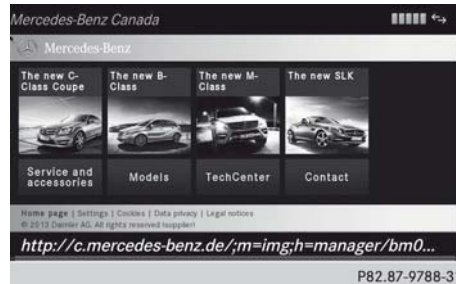 Mercedes-Benz Canada
Mercedes-Benz
The new C-Class Coupe
The new B-Class
The new M-Class
The new SLK
Service and accessories
Models
TechCenter
Contact
Home page | Settings | Cookies | Data privacy | Legal notices
© 2013 Daimler AG. All rights reserved (supplier)
http://c.mercedes-benz.de/;m=img;h=manager/bm0...
P82.87-9788-3